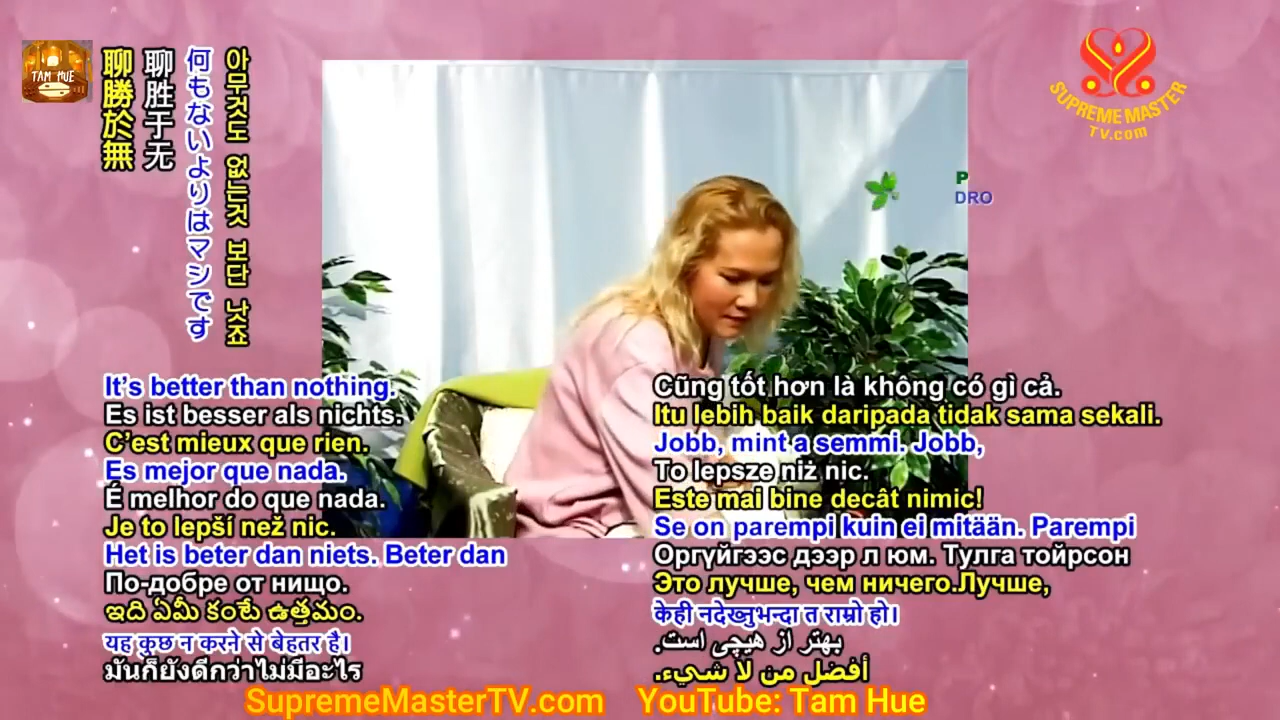 TAM HUE
聊勝於無
聊胜于无
何もないよりはマシです
아무것도 없는것 보단 낫죠
SUPREME MASTER
TV.com
P
DRO
It's better than nothing.
Es ist besser als nichts.
C'est mieux que rien.
Es mejor que nada.
É melhor do que nada.
Je to lepší než nic.
Het is beter dan niets. Beter dan
По-добре от нищо.
ఇది ఏమీ కంటే ఉత్తమం.
यह कुछ न करने से बेहतर है।
มันก็ยังดีกว่าไม่มีอะไร
Cũng tốt hơn là không có gì cả.
Itu lebih baik daripada tidak sama sekali.
Jobb, mint a semmi. Jobb,
To lepsze niż nic.
Este mai bine decât nimic!
Se on parempi kuin ei mitään. Parempi
Оргүйгээс дээр л юм. Тулга тойрсон
Это лучше, чем ничего.Лучше,
केही नदेख्नुभन्दा त राम्रो हो।
بهتر از هیچی است.
أفضل من لا شيء.
SupremeMasterTV.com YouTube: Tam Hue